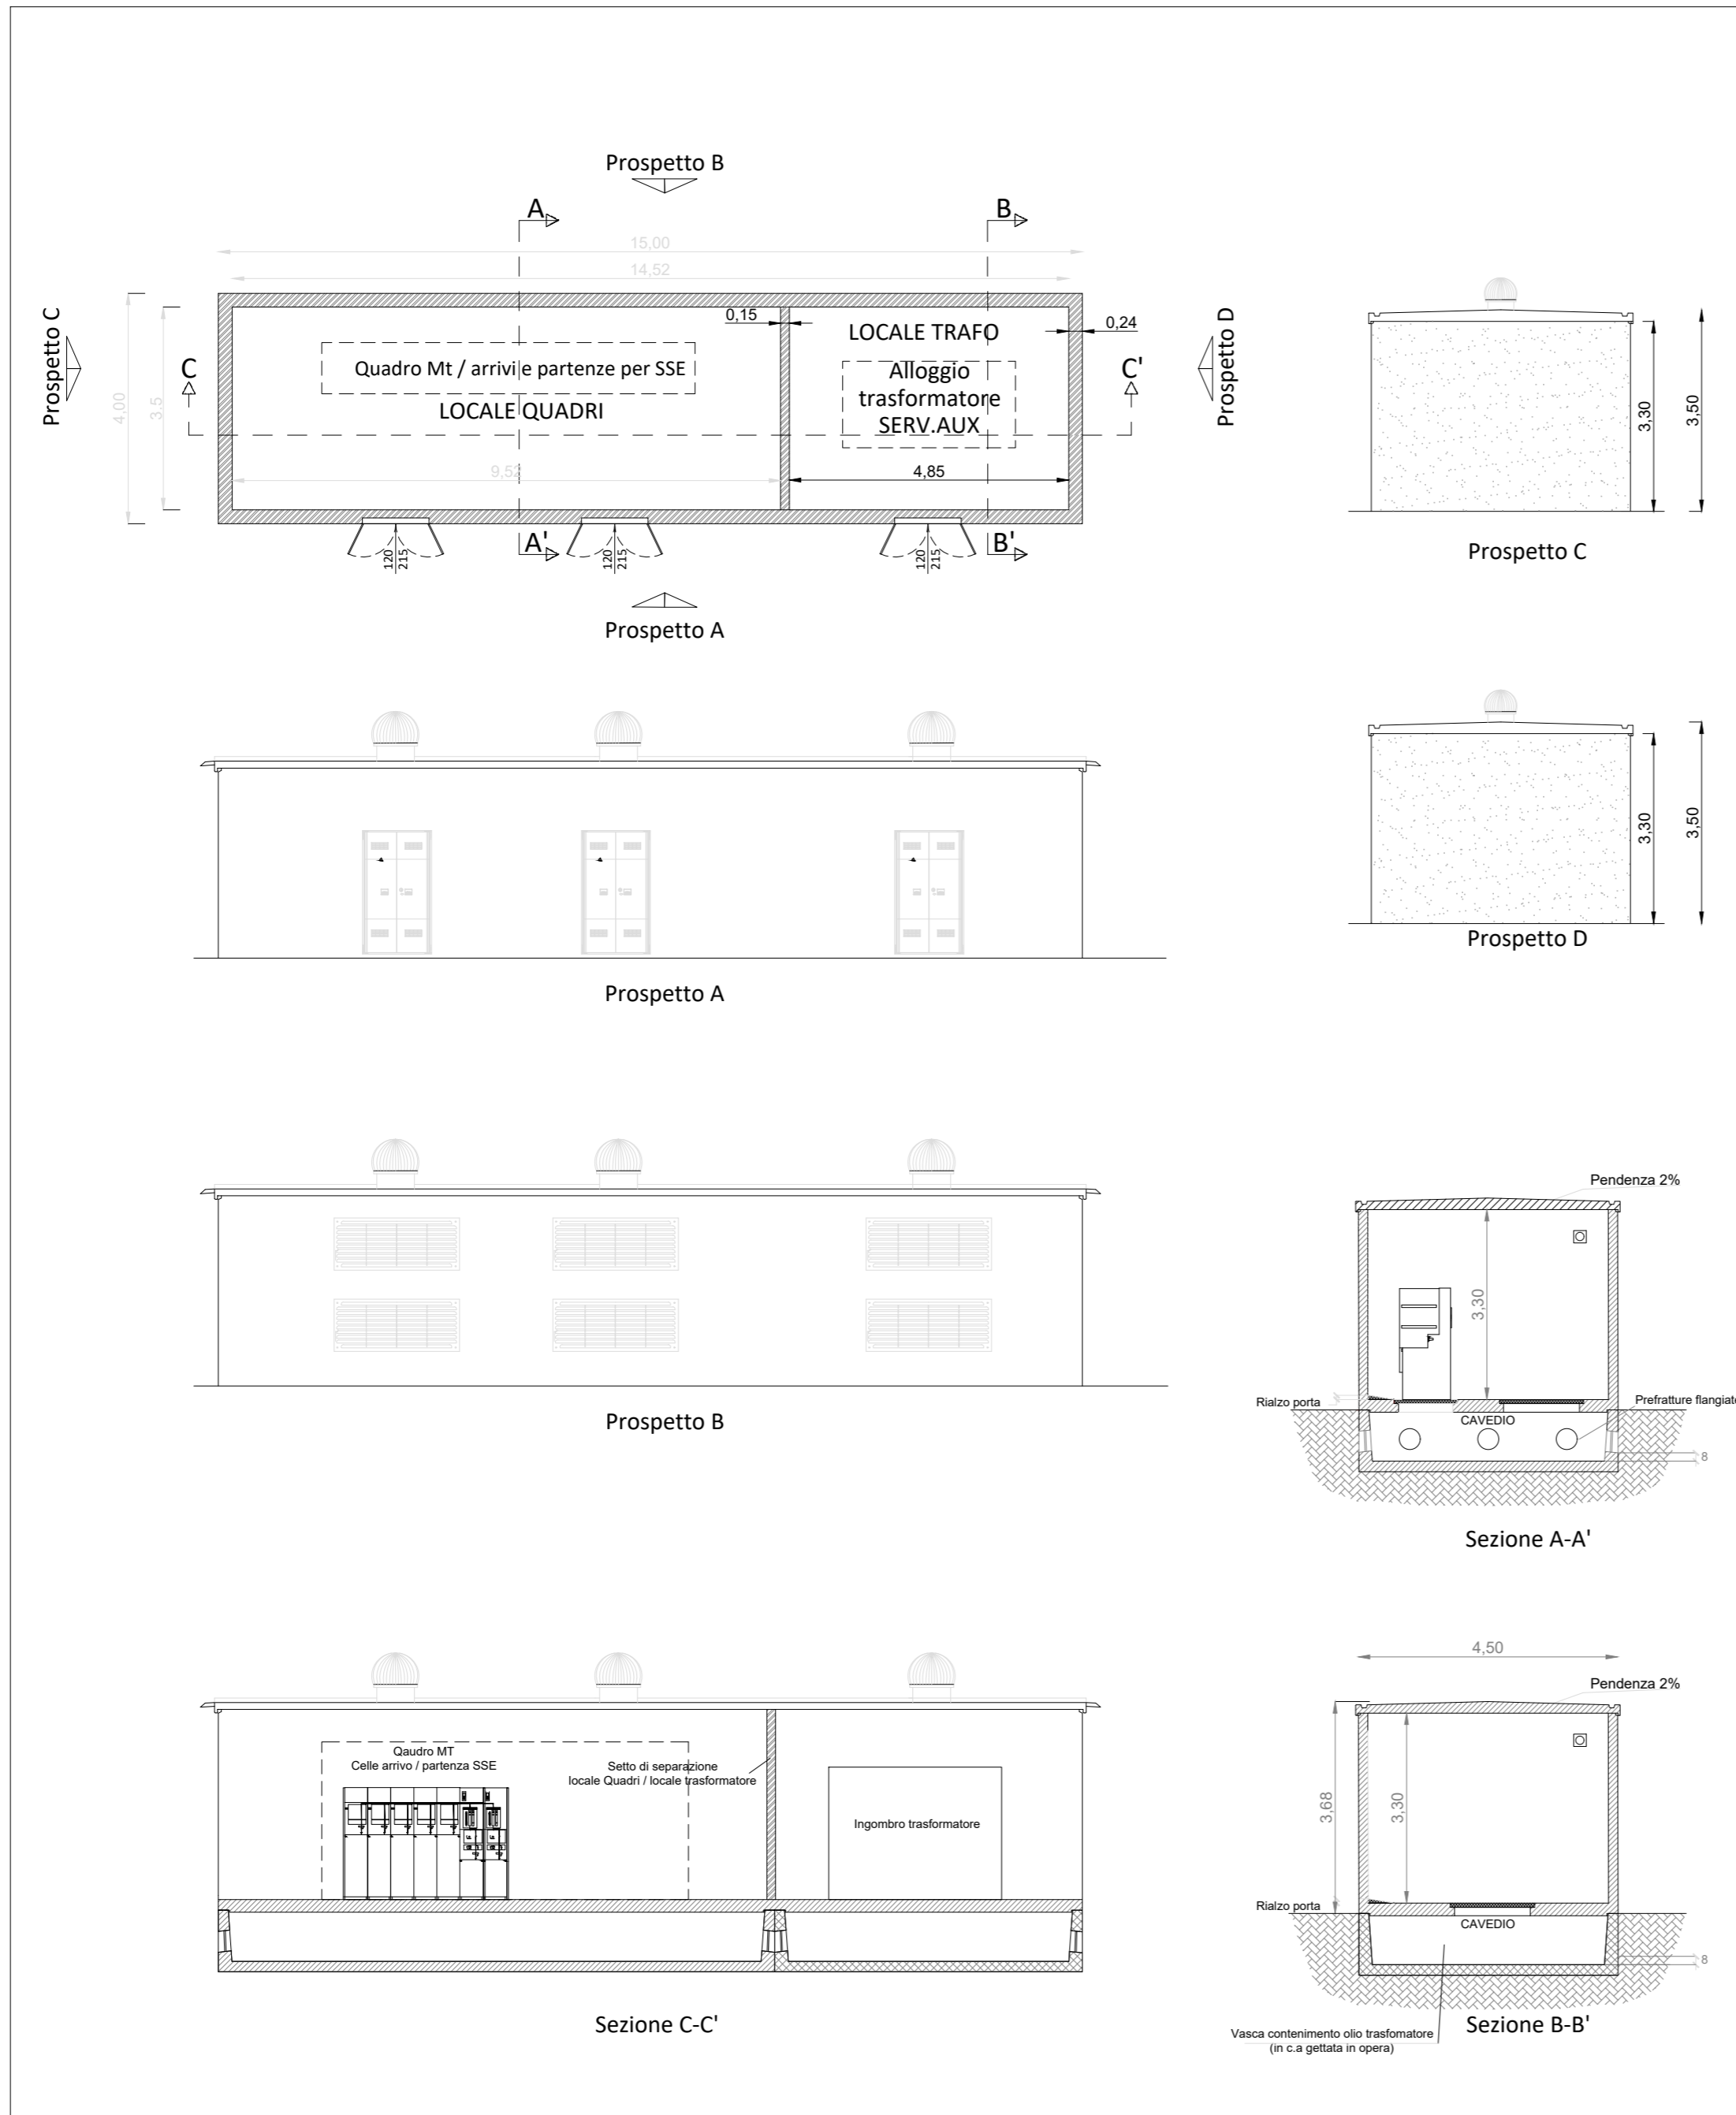 Prospetto B
A
B
15,00
14,52
Prospetto C
4,00
3.5
C
0,15
LOCALE TRAFO
0,24
Quadro Mt / arrivi e partenze per SSE
LOCALE QUADRI
Alloggio
trasformatore
SERV.AUX
C'
Prospetto D
9,52
4,85
120
215
A'
120
215
120
215
B'
Prospetto A
3,30
3,50
Prospetto C
3,30
3,50
Prospetto D
Prospetto A
Prospetto B
Pendenza 2%
3,30
Rialzo porta
CAVEDIO
Prefratture flangiate
8
Sezione A-A'
Qaudro MT
Celle arrivo / partenza SSE
Setto di separazione
locale Quadri / locale trasformatore
Ingombro trasformatore
Sezione C-C'
4,50
Pendenza 2%
3,68
3,30
Rialzo porta
CAVEDIO
8
Vasca contenimento olio trasfomatore
(in c.a gettata in opera)
Sezione B-B'